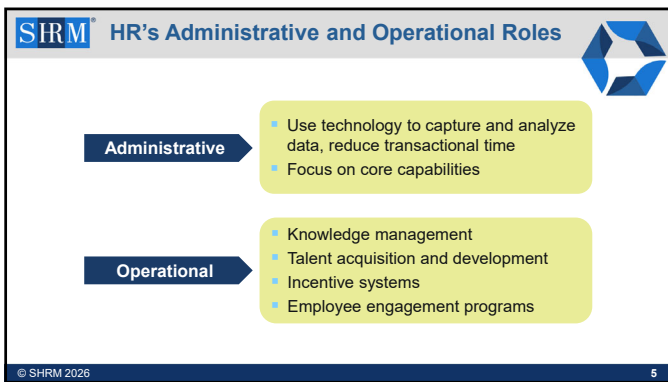 SHRM® HR's Administrative and Operational Roles
Administrative
Use technology to capture and analyze
data, reduce transactional time
Focus on core capabilities
Operational
Knowledge management
Talent acquisition and development
Incentive systems
Employee engagement programs
© SHRM 2026 5